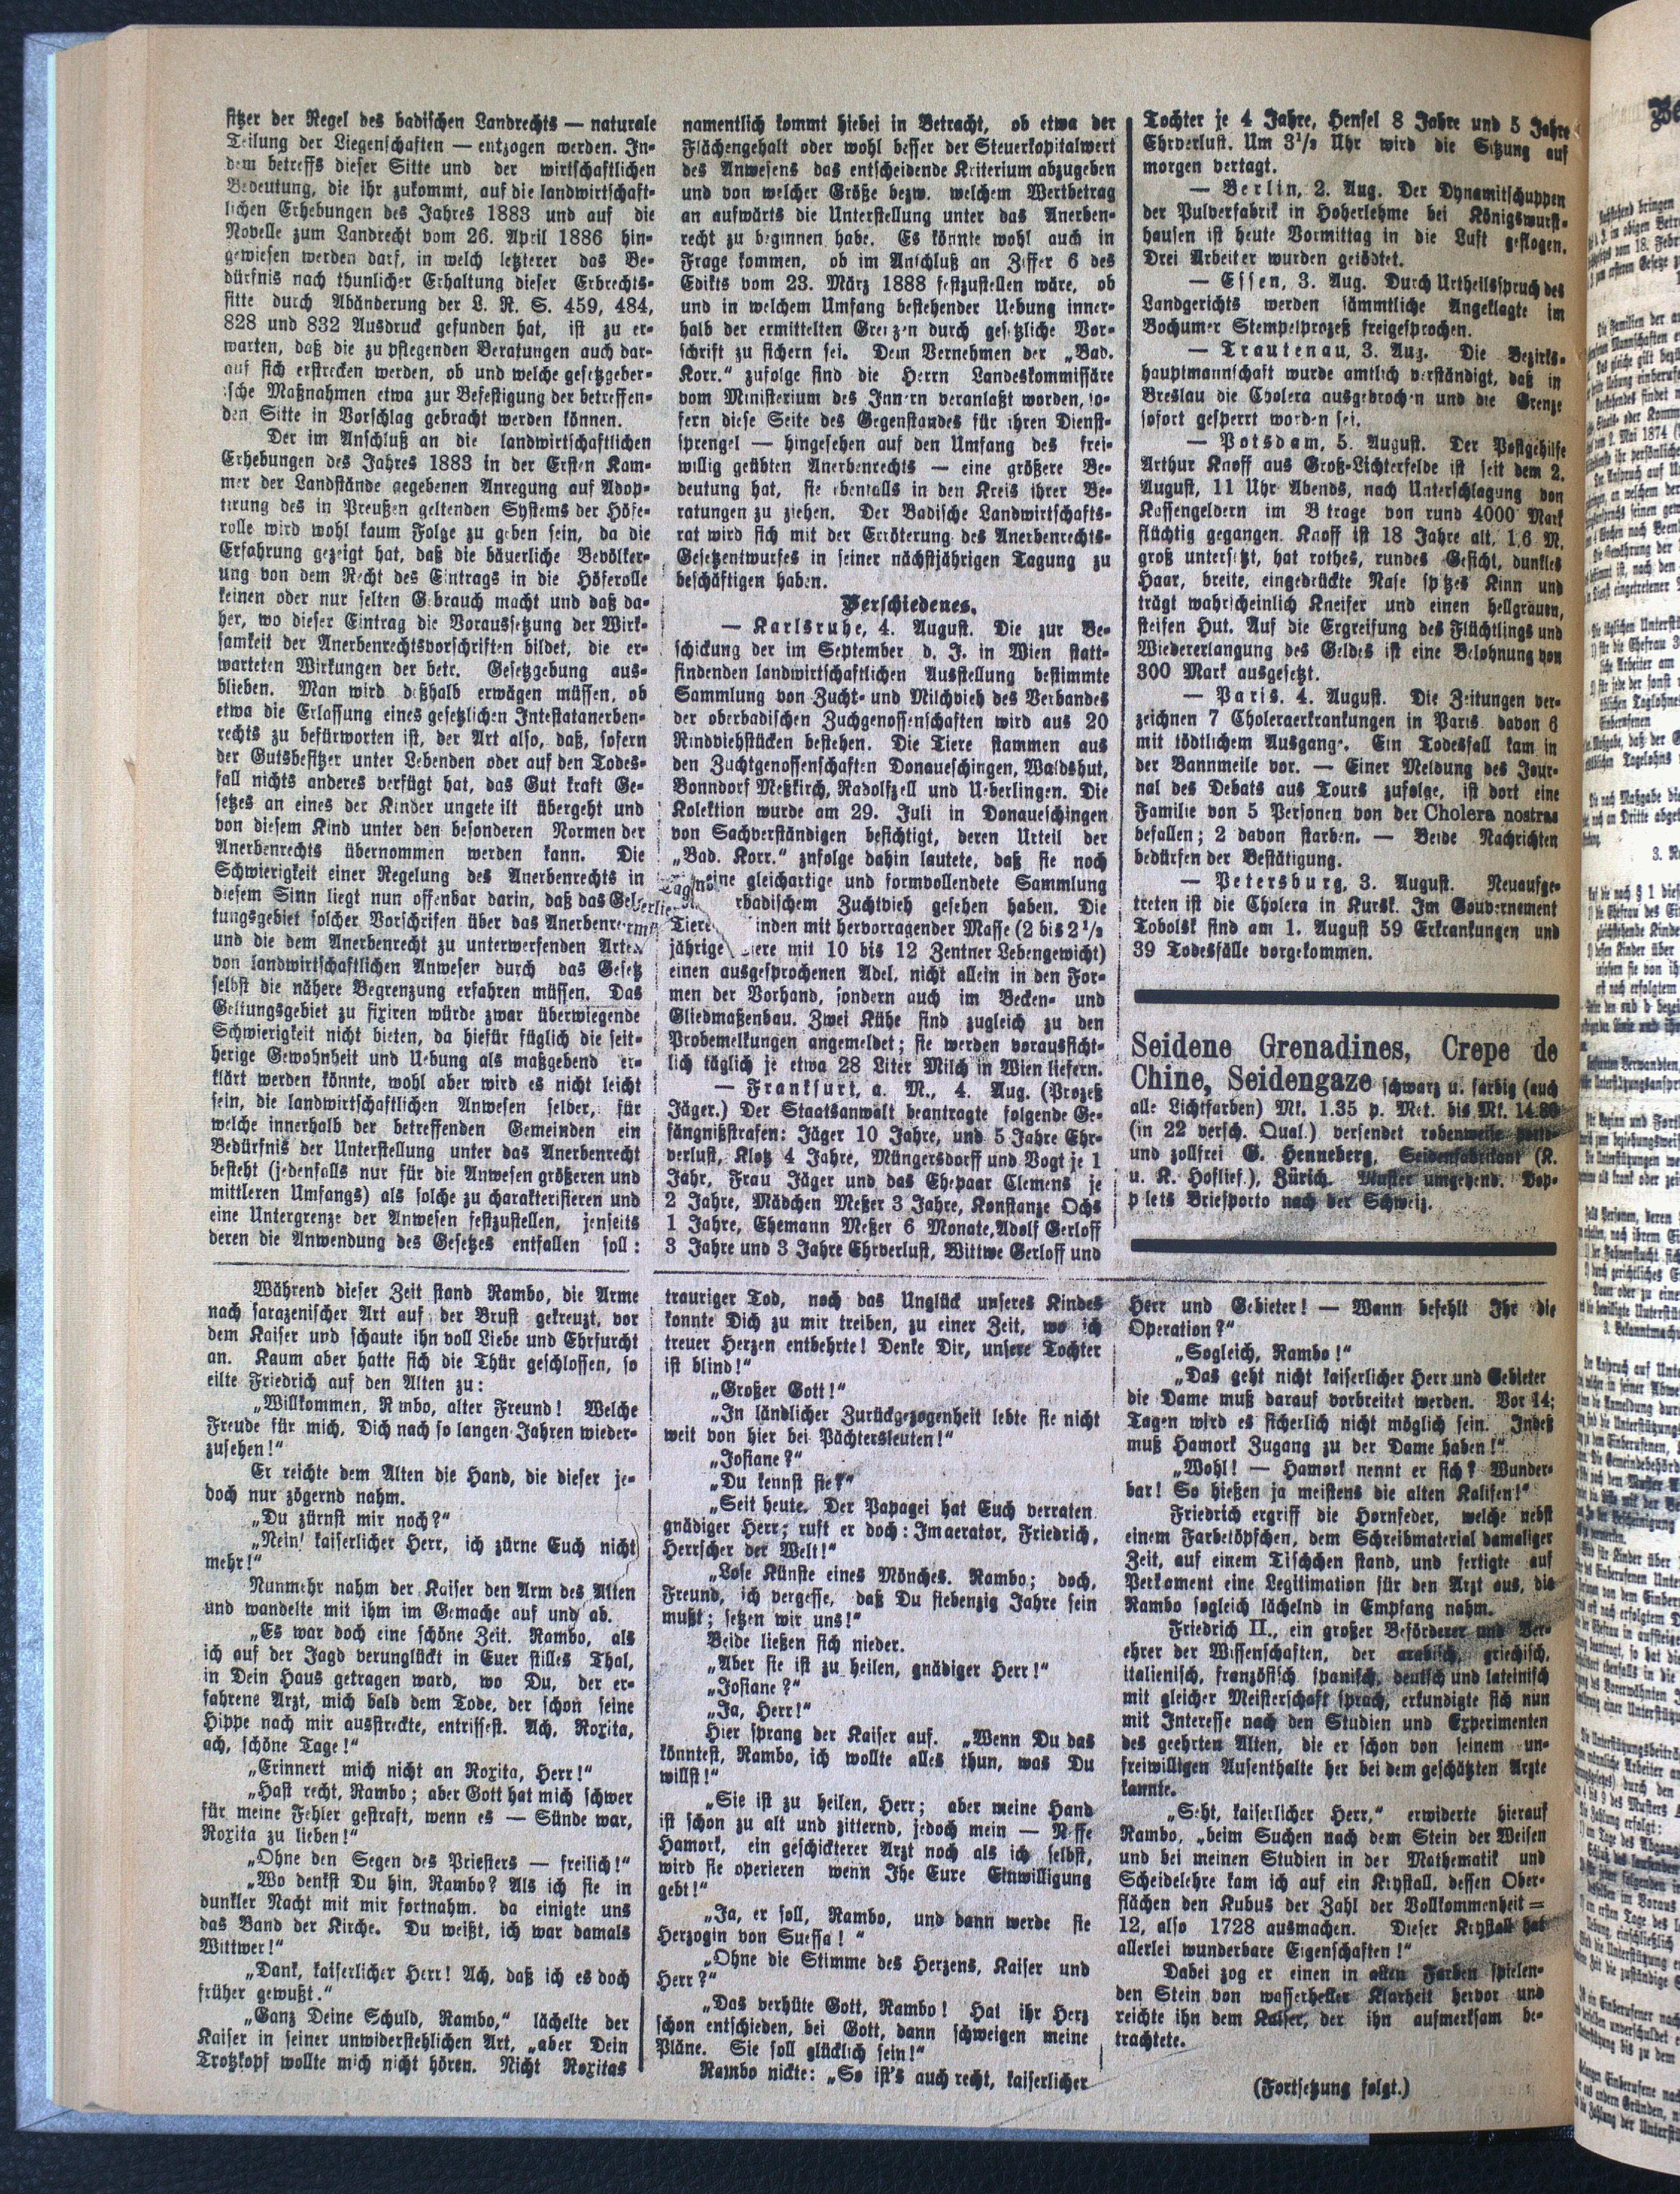 sitzer der Regel des badischen Landrechts — naturale
Teilung der Liegenschaften — entzogen werden. In-
dem betreffs dieser Sitte und der wirtschaftlichen
Bedeutung, die ihr zukommt, auf die landwirtschaft-
lichen Erhebungen des Jahres 1883 und auf die
Novelle zum Landrecht vom 26. April 1886 hin-
gewiesen werden darf, in welch letzterer das Be-
dürfnis nach thunlicher Erhaltung dieser Erbrechts-
sitte durch Abänderung der L. R. S. 459, 484,
828 und 832 Ausdruck gefunden hat, ist zu er-
warten, daß die zu pflegenden Beratungen auch dar-
auf sich erstrecken werden, ob und welche gesetzgeber-
ische Maßnahmen etwa zur Befestigung der betreffen-
den Sitte in Vorschlag gebracht werden können.
Der im Anschluß an die landwirtschaftlichen
Erhebungen des Jahres 1883 in der Ersten Kam-
mer der Landstände gegebenen Anregung auf Adop-
tirung des in Preußen geltenden Systems der Höfe-
rolle wird wohl kaum Folge zu geben sein, da die
Erfahrung gezeigt hat, daß die bäuerliche Bevölker-
ung von dem Recht des Eintrags in die Höferolle
keinen oder nur selten Gebrauch macht und daß da-
her, wo dieser Eintrag die Voraussetzung der Wirk-
samkeit der Anerbenrechtsvorschriften bildet, die er-
warteten Wirkungen der betr. Gesetzgebung aus-
blieben. Man wird deßhalb erwägen müssen, ob
etwa die Erlassung eines gesetzlichen Intestatanerben-
rechts zu befürworten ist, der Art also, daß, sofern
der Gutsbesitzer unter Lebenden oder auf den Todes-
fall nichts anderes verfügt hat, das Gut kraft Ge-
setzes an eines der Kinder ungete ilt übergeht und
von diesem Kind unter den besonderen Normen der
Anerbenrechts übernommen werden kann. Die
Schwierigkeit einer Regelung des Anerbenrechts in
diesem Sinn liegt nun offenbar darin, daß das Gel-
tungsgebiet solcher Vorschrifen über das Anerbenre
und die dem Anerbenrecht zu unterwerfenden Arten
von landwirtschaftlichen Anweser durch das Gesetz
selbst die nähere Begrenzung erfahren müssen. Das
Geltungsgebiet zu fixiren würde zwar überwiegende
Schwierigkeit nicht bieten, da hiefür füglich die seit-
herige Gewohnheit und Uebung als maßgebend er-
klärt werden könnte, wohl aber wird es nicht leicht
sein, die landwirtschaftlichen Anwesen selber, für
welche innerhalb der betreffenden Gemeinden ein
Bedürfnis der Unterstellung unter das Anerbenrecht
besteht (jedenfalls nur für die Anwesen größeren und
mittleren Umfangs) als solche zu charakterisieren und
eine Untergrenze der Anwesen festzustellen, jenseits
deren die Anwendung des Gesetzes entfallen soll:
namentlich kommt hiebei in Betracht, ob etwa der
Flächengehalt oder wohl besser der Steuerkapitalwert
des Anwesens das entscheidende Kriterium abzugeben
und von welcher Größe bezw. welchem Wertbetrag
an aufwärts die Unterstellung unter das Anerben-
recht zu beginnen habe. Es könnte wohl auch in
Frage kommen, ob im Anschluß an Ziffer 6 des
Edikts vom 23. März 1888 festzustellen wäre, ob
und in welchem Umfang bestehender Uebung inner-
halb der ermittelten Grenzen durch gesetzliche Vor-
schrift zu sichern sei. Dem Vernehmen der „Bad.
Korr.“ zufolge sind die Herrn Landeskommissäre
vom Ministerium des Innern veranlaßt worden, so-
fern diese Seite des Gegenstandes für ihren Dienst-
sprengel — hingesehen auf den Umfang des frei-
willig geübten Anerbenrechts — eine größere Be-
deutung hat, sie ebenfalls in den Kreis ihrer Be-
ratungen zu ziehen. Der Badische Landwirtschafts-
rat wird sich mit der Erröterung des Anerbenrechts-
Gesetzentwurfes in seiner nächstjährigen Tagung zu
beschäftigen haben.
Verschiedenes.
— Karlsruhe, 4. August. Die zur Be-
schickung der im September d. J. in Wien statt-
findenden landwirtschaftlichen Ausstellung bestimmte
Sammlung von Zucht- und Milchvieh des Verbandes
der oberbadischen Zuchgenossenschaften wird aus 20
Rindviehstücken bestehen. Die Tiere stammen aus
den Zuchtgenossenschaften Donaueschingen, Waldshut,
Bonndorf Meßkirch, Radolfzell und Ueberlingen. Die
Kolektion wurde am 29. Juli in Donaueschingen
von Sachverständigen besichtigt, deren Urteil der
„Bad. Korr.“ znfolge dahin lautete, daß sie noch
eine gleichartige und formvollendete Sammlung
rbadischem Zuchtvieh gesehen haben. Die
Tiere inden mit hervorragender Masse (2 bis 2½
jährige iere mit 10 bis 12 Zentner Lebengewicht)
einen ausgesprochenen Adel, nicht allein in den For-
men der Vorhand, sondern auch im Becken- und
Gliedmaßenbau. Zwei Kühe sind zugleich zu den
Probemelkungen angemeldet; sie werden voraussicht-
lich täglich je etwa 28 Liter Milch in Wien liefern.
— Frankfurt, a. M., 4. Aug. (Prozeß
Jäger.) Der Staatsanwalt beantragte folgende Ge-
fängnißstrafen: Jäger 10 Jahre, und 5 Jahre Ehr-
verlust, Klotz 4 Jahre, Müngersdorff und Vogt je 1
Jahr, Frau Jäger und das Ehepaar Clemens je
2 Jahre, Mädchen Meßer 3 Jahre, Konstanze Ochs
1 Jahre, Ehemann Meßer 6 Monate, Adolf Gerloff
3 Jahre und 3 Jahre Ehrverlust, Wittwe Gerloff und
Tochter je 4 Jahre, Hensel 8 Jahre und 5 Jahre
Ehrverlust. Um 3½ Uhr wird die Sitzung auf
morgen vertagt.
— Berlin, 2. Aug. Der Dynamitschuppen
der Pulverfabrik in Hoherlehme bei Königswust-
hausen ist heute Vormittag in die Luft geflogen.
Drei Arbeiter wurden getödtet.
— Essen, 3. Aug. Durch Urtheilsspruch des
Landgerichts werden sämmtliche Angeklagte im
Bochumer Stempelprozeß freigesprochen.
— Trautenau, 3. Aug. Die Bezirks-
hauptmannschaft wurde amtlich verständigt, daß in
Breslau die Cholera ausgebrochen und die Grenze
sofort gesperrt worden sei.
— Potsdam, 5. August. Der Postgehilfe
Arthur Knoff aus Groß-Lichterfelde ist seit dem 2.
August, 11 Uhr Abends, nach Unterschlagung von
Kassengeldern im B trage von rund 4000 Mark
flüchtig gegangen. Knoff ist 18 Jahre alt, 1,6 M.
groß untersetzt, hat rothes, rundes Gesicht, dunkles
Haar, breite, eingedrückte Nase spitzes Kinn und
trägt wahrscheinlich Kneifer und einen hellgrauen,
steifen Hut. Auf die Ergreifung des Flüchtlings und
Wiedererlangung des Geldes ist eine Belohnung von
300 Mark ausgesetzt.
— Paris, 4. August. Die Zeitungen ver-
zeichnen 7 Choleraerkrankungen in Paris, davon 6
mit tödtlichem Ausgange. Ein Todesfall kam in
der Bannmeile vor. — Einer Meldung des Jour-
nal des Debats aus Tours zufolge, ist dort eine
Familie von 5 Personen von der Cholera nostras
befallen; 2 davon starben. — Beide Nachrichten
bedürfen der Bestätigung.
— Petersburg, 3. August. Neuaufge-
treten ist die Cholera in Kursk. Im Gouvernement
Tobolsk sind am 1. August 59 Erkrankungen und
39 Todesfälle vorgekommen.
Seidene Grenadines, Crepe de
Chine, Seidengaze schwarz u. farbig (auch
alle Lichtfarben) Mk. 1.35 p. Met. bis Mk. 14.80
(in 22 versch. Qual.) versendet robenweise porto-
und zollfrei G. Henneberg, Seidenfabrikant (K.
u. K. Hoflief.), Zürich. Muster umgehend. Dop-
p lets Briefporto nach der Schweiz.
Während dieser Zeit stand Rambo, die Arme
nach sarazenischer Art auf der Brust gekreuzt, vor
dem Kaiser und schaute ihn voll Liebe und Ehrfurcht
an. Kaum aber hatte sich die Thür geschlossen, so
eilte Friedrich auf den Alten zu:
„Willkommen, R mbo, alter Freund! Welche
Freude für mich, Dich nach so langen Jahren wieder-
zusehen!“
Er reichte dem Alten die Hand, die dieser je-
doch nur zögernd nahm.
„Du zürnst mir noch?“
„Nein! kaiserlicher Herr, ich zürne Euch nicht
mehr!“
Nunmehr nahm der Kaiser den Arm des Alten
und wandelte mit ihm im Gemache auf und ab.
„Es war doch eine schöne Zeit. Rambo, als
ich auf der Jagd verunglückt in Euer stilles Thal,
in Dein Haus getragen ward, wo Du, der er-
fahrene Arzt, mich bald dem Tode, der schon seine
Hippe nach mir ausstreckte, entrissest. Ach, Roxita,
ach, schöne Tage!“
„Erinnert mich nicht an Roxita, Herr!“
„Hast recht, Rambo; aber Gott hat mich schwer
für meine Fehler gestraft, wenn es — Sünde war,
Roxita zu lieben!“
„Ohne den Segen des Priesters — freilich!“
„Wo denkst Du hin, Rambo? Als ich sie in
dunkler Nacht mit mir fortnahm, da einigte uns
das Band der Kirche. Du weißt, ich war damals
Wittwer!“
„Dank, kaiserlicher Herr! Ach, daß ich es doch
früher gewußt.“
„Ganz Deine Schuld, Rambo,“ lächelte der
Kaiser in seiner unwiderstehlichen Art, „aber Dein
Trotzkopf wollte mich nicht hören. Nicht Roxitas
trauriger Tod, noch das Unglück unseres Kindes
konnte Dich zu mir treiben, zu einer Zeit, wo ich
treuer Herzen entbehrte! Denke Dir, unsere Tochter
ist blind!“
„Großer Gott!“
„In ländlicher Zurückgezogenheit lebte sie nicht
weit von hier bei Pächtersleuten!“
„Jostane?“
„Du kennst sie?“
„Seit heute. Der Papagei hat Euch verraten
gnädiger Herr; ruft er doch: Imaerator, Friedrich,
Herrscher der Welt!“
„Lose Künste eines Mönches. Rambo; doch,
Freund, ich vergesse, daß Du siebenzig Jahre sein
mußt; setzen wir uns!“
Beide ließen sich nieder.
„Aber sie ist zu heilen, gnädiger Herr!“
„Jostane?“
„Ja, Herr!“
Hier sprang der Kaiser auf. „Wenn Du das
könntest, Rambo, ich wollte alles thun, was Du
willst!“
„Sie ist zu heilen, Herr; aber meine Hand
ist schon zu alt und zitternd, jedoch mein — N ffe
Hamork, ein geschickterer Arzt noch als ich selbst,
wird sie operieren wenn Ihe Eure Einwilligung
gebt!“
„Ja, er soll, Rambo, und dann werde sie
Herzogin von Suessa! “
„Ohne die Stimme des Herzens, Kaiser und
Herr?“
„Das verhüte Gott, Rambo! Hat ihr Herz
schon entschieden, bei Gott, dann schweigen meine
Pläne. Sie soll glücklich sein!“
Rambo nickte: „So ist's auch recht, kaiserlicher
Herr und Gebieter! — Wann befehlt Ihr die
Operation?“
„Sogleich, Rambo!“
„Das geht nicht kaiserlicher Herr und Gebieter
die Dame muß darauf vorbreitet werden. Vor 14;
Tagen wird es sicherlich nicht möglich sein. Indeß
muß Hamork Zugang zu der Dame haben!“
„Wohl! — Hamork nennt er sich? Wunder-
bar! So hießen ja meistens die alten Kalifen!“
Friedrich ergriff die Hornfeder, welche nebst
einem Farbetöpfchen, dem Schreibmaterial damaliger
Zeit, auf einem Tischchen stand, und fertigte auf
Perkament eine Legitimation für den Arzt aus, die
Rambo sogleich lächelnd in Empfang nahm.
Friedrich II., ein großer Beförderer und Ver-
ehrer der Wissenschaften, der arabisch, griechisch,
italienisch, französisch spanisch, deutsch und lateinisch
mit gleicher Meisterschaft sprach, erkundigte sich nun
mit Interesse nach den Studien und Experimenten
des geehrten Alten, die er schon von seinem un-
freiwilligen Aufenthalte her bei dem geschätzten Arzte
kannte.
„Seht, kaiserlicher Herr,“ erwiderte hierauf
Rambo, „beim Suchen nach dem Stein der Weisen
und bei meinen Studien in der Mathematik und
Scheidelehre kam ich auf ein Krystall, dessen Ober-
flächen den Kubus der Zahl der Vollkommenheit =
12, also 1728 ausmachen. Dieser Krystall hat
allerlei wunderbare Eigenschaften!“
Dabei zog er einen in allen Farben spielen-
den Stein von wasserheller Klarheit hervor und
reichte ihn dem Kaiser, der ihn aufmerksam be-
trachtete.
(Fortsetzung folgt.)